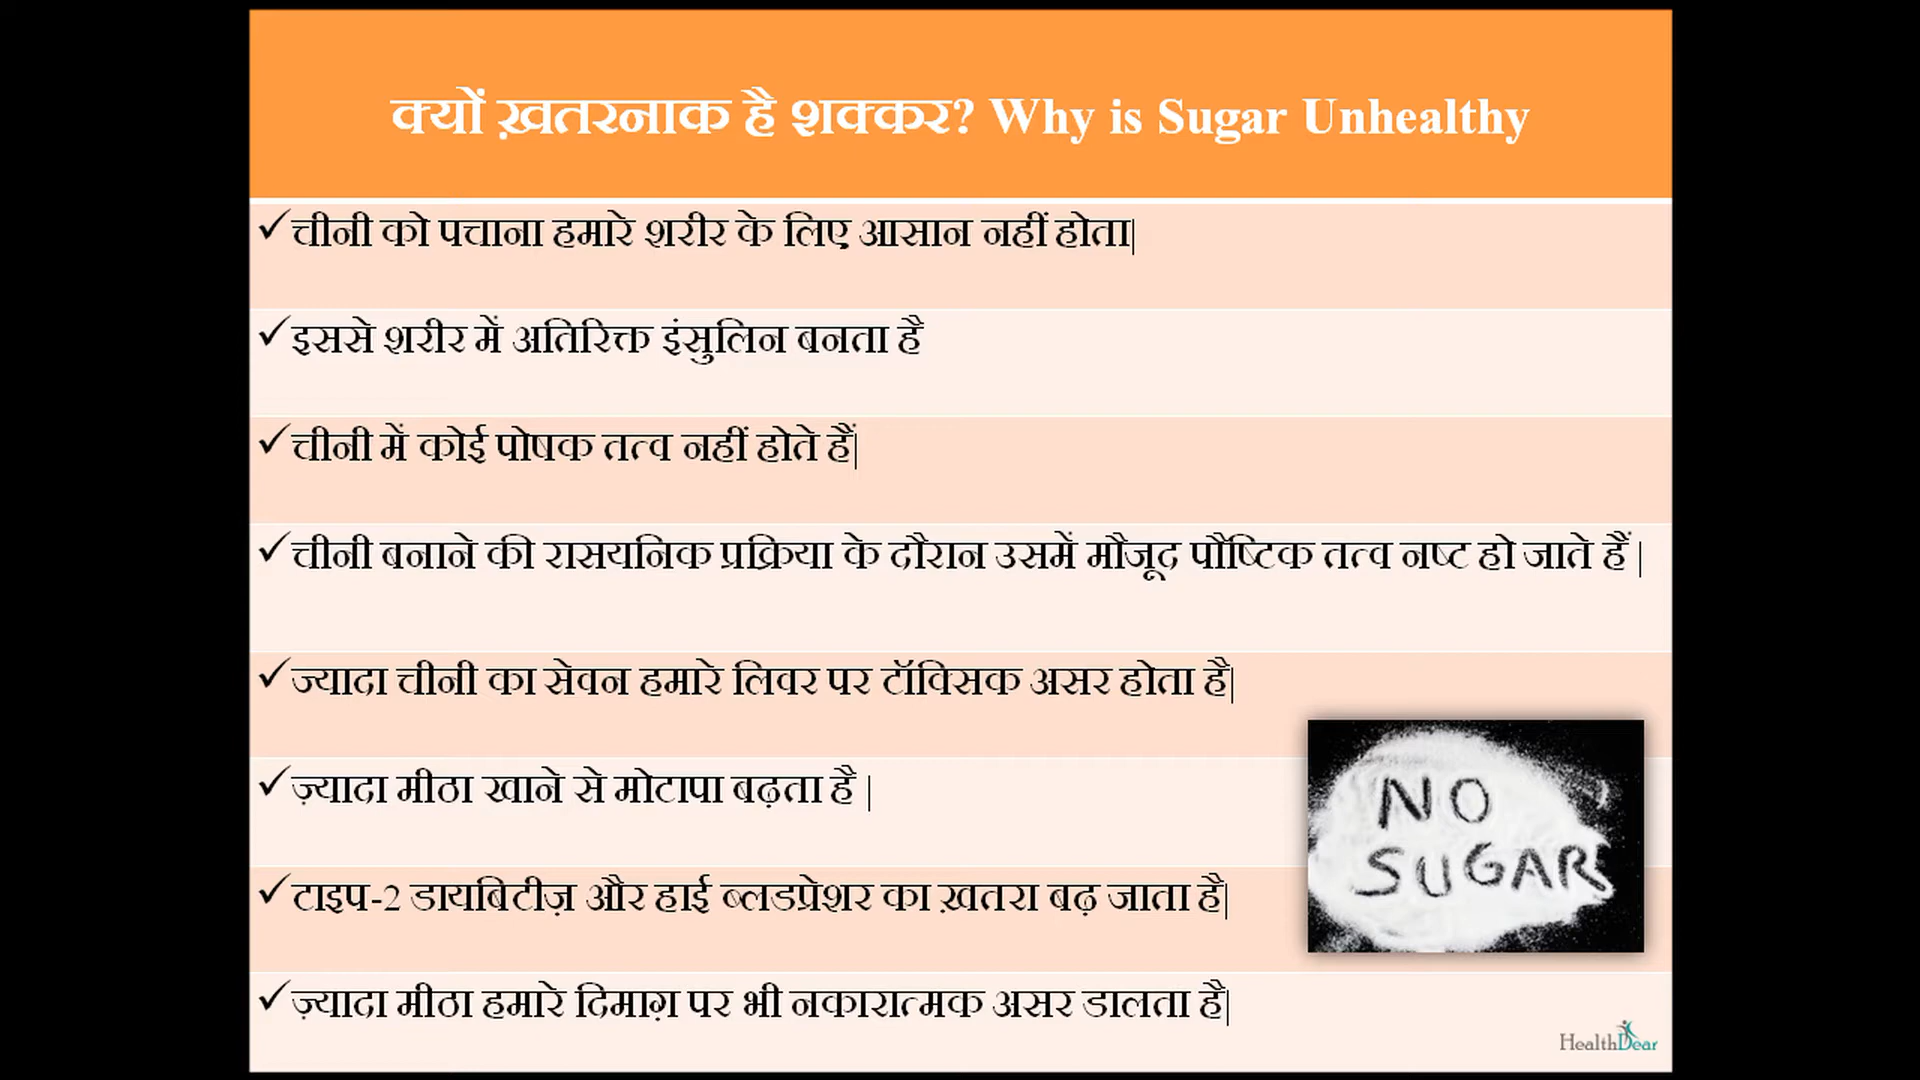 क्यों ख़तरनाक है शक्कर? Why is Sugar Unhealthy
✓चीनी को पचाना हमारे शरीर के लिए आसान नहीं होता|
✓इससे शरीर में अतिरिक्त इंसुलिन बनता है
✓चीनी में कोई पोषक तत्व नहीं होते हैं|
✓चीनी बनाने की रासयनिक प्रक्रिया के दौरान उसमें मौजूद पौष्टिक तत्व नष्ट हो जाते हैं |
✓ज्यादा चीनी का सेवन हमारे लिवर पर टॉक्सिक असर होता है|
✓ज़्यादा मीठा खाने से मोटापा बढ़ता है |
✓टाइप-2 डायबिटीज़ और हाई ब्लडप्रेशर का ख़तरा बढ़ जाता है|
✓ज़्यादा मीठा हमारे दिमाग़ पर भी नकारात्मक असर डालता है|
NO
SUGAR
HealthDear